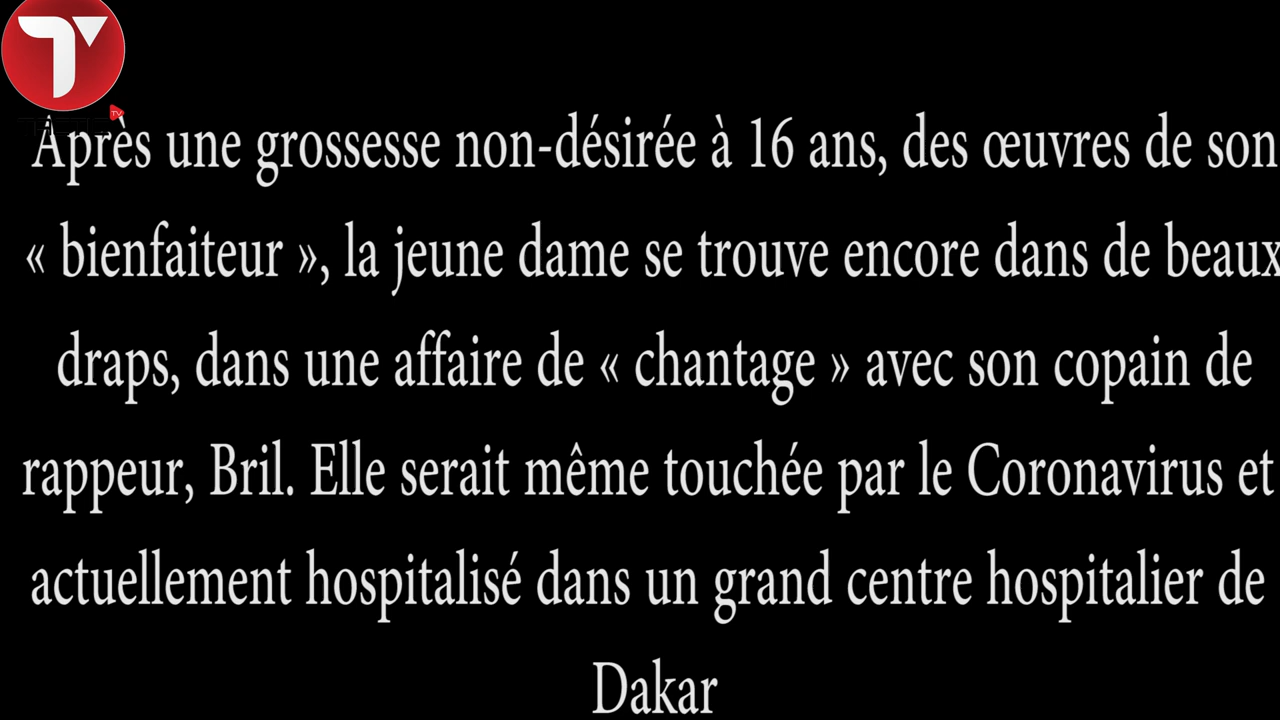 TV
Après une grossesse non-désirée à 16 ans, des œuvres de son
« bienfaiteur », la jeune dame se trouve encore dans de beaux
draps, dans une affaire de « chantage » avec son copain de
rappeur, Bril. Elle serait même touchée par le Coronavirus et
actuellement hospitalisé dans un grand centre hospitalier de
Dakar